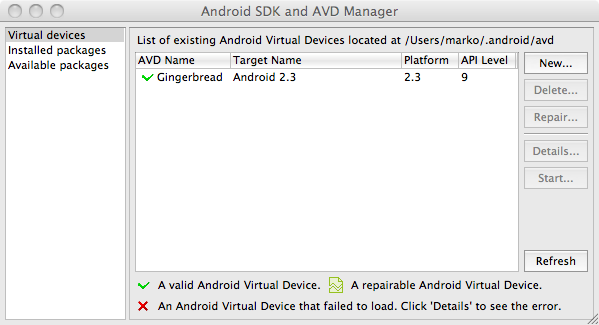 Android SDK and AVD Manager
Virtual devices
Installed packages
Available packages
List of existing Android Virtual Devices located at /Users/marko/.android/avd
AVD Name Target Name Platform API Level
Gingerbread Android 2.3 2.3 9
New...
Delete...
Repair...
Details...
Start...
Refresh
A valid Android Virtual Device. A repairable Android Virtual Device.
An Android Virtual Device that failed to load. Click 'Details' to see the error.